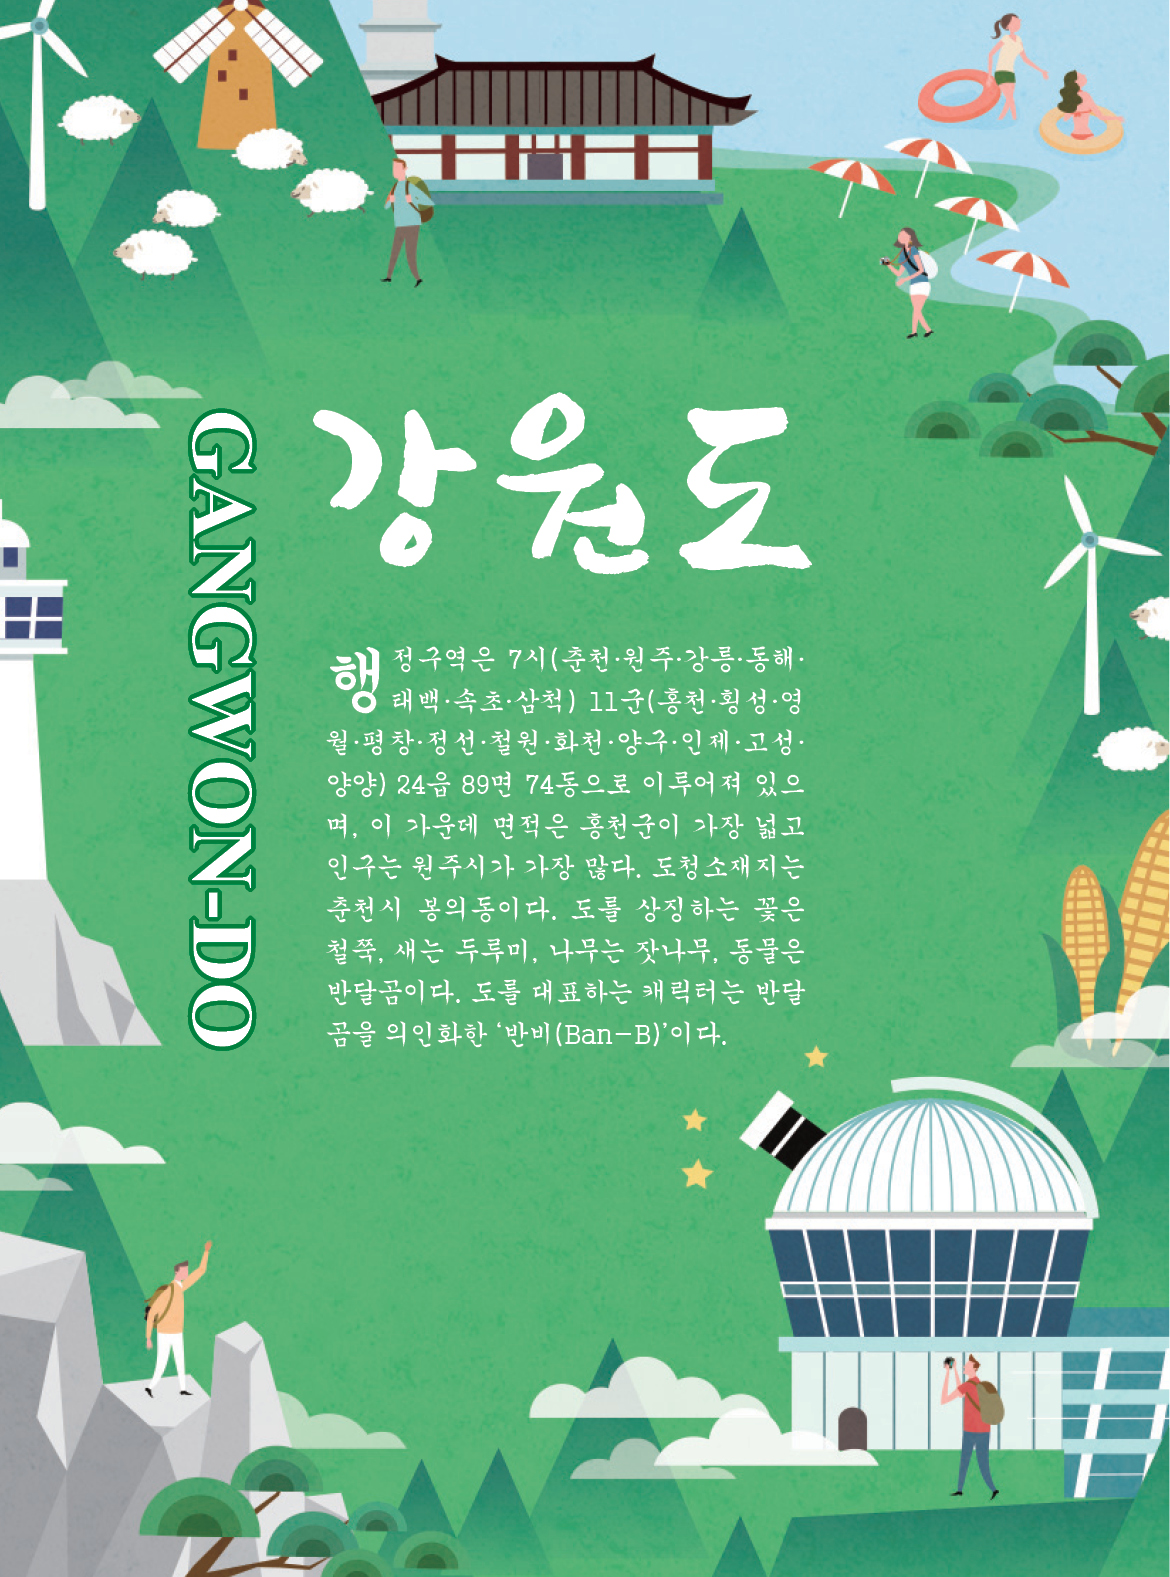 GANGWON-DO
강원도
행정구역은 7시(춘천·원주·강릉·동해·
태백·속초·삼척) 11군(홍천·횡성·영
월·평창·정선·철원·화천·양구·인제·고성·
양양) 24읍 89면 74동으로 이루어져 있으
며, 이 가운데 면적은 홍천군이 가장 넓고
인구는 원주시가 가장 많다. 도청소재지는
춘천시 봉의동이다. 도를 상징하는 꽃은
철쭉, 새는 두루미, 나무는 잣나무, 동물은
반달곰이다. 도를 대표하는 캐릭터는 반달
곰을 의인화한 ‘반비(Ban-B)’이다.